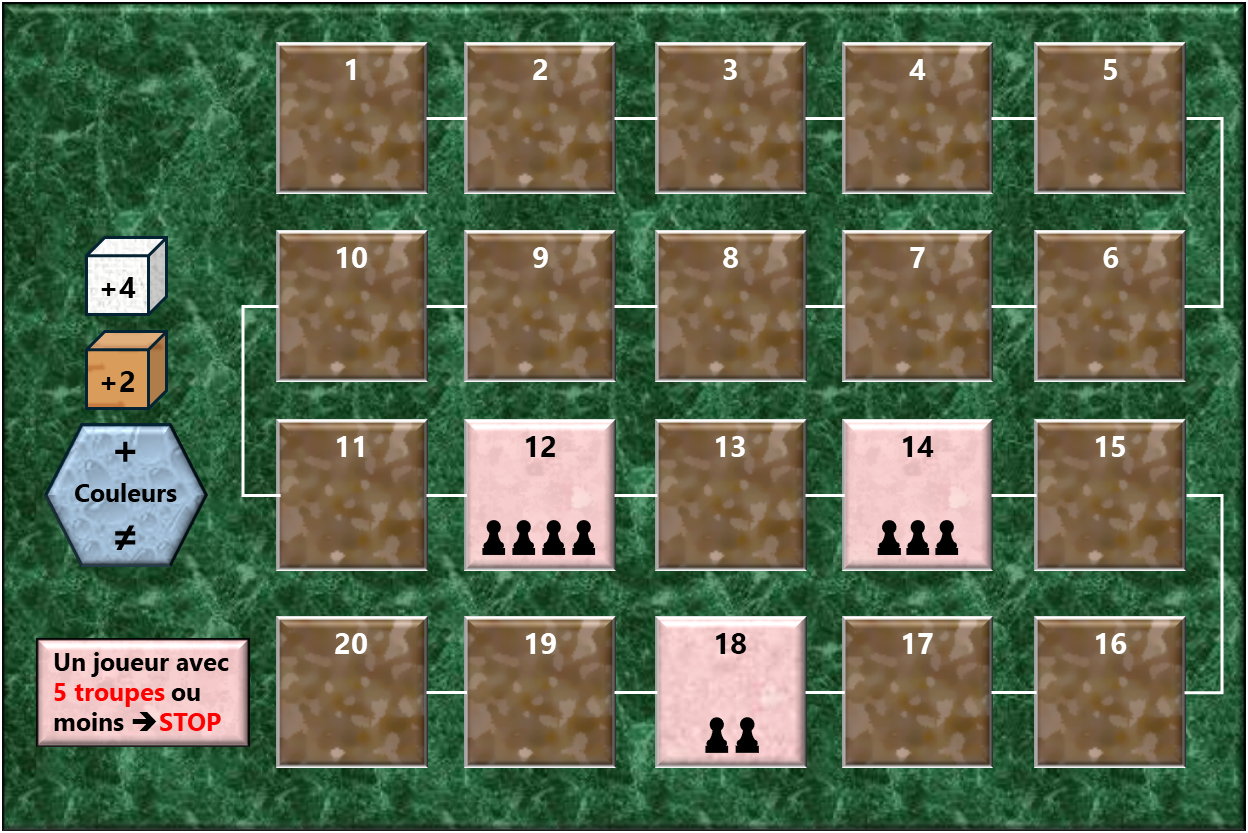 1 2 3 4 5
10 9 8 7 6
+4
+2
+
Couleurs
≠
11 12 13 14 15
20 19 18 17 16
Un joueur avec
5 troupes ou
moins ➔ STOP